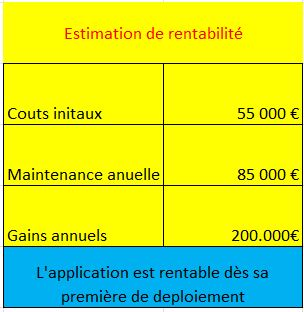 Estimation de rentabilité
Couts initaux 55 000 €
Maintenance anuelle 85 000 €
Gains annuels 200.000€
L'application est rentable dès sa
première de deploiement